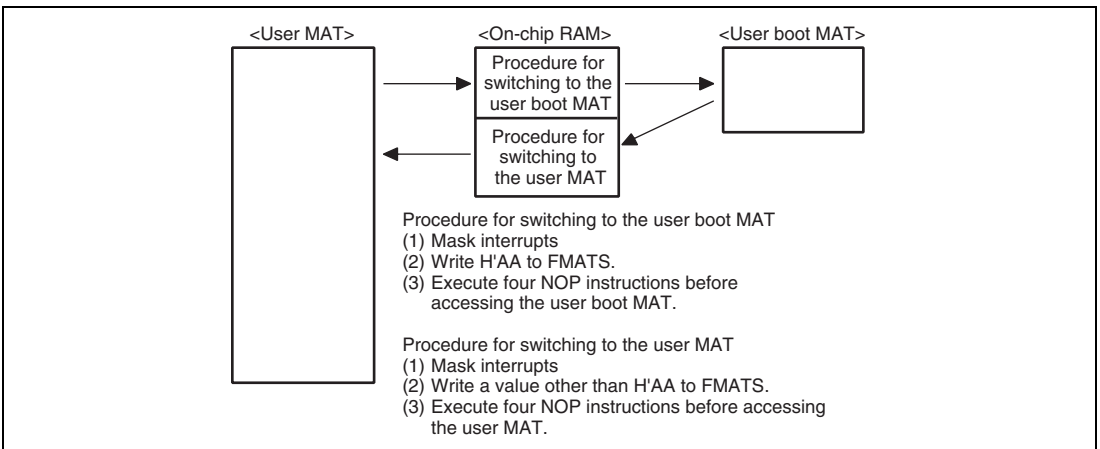 <User MAT> <On-chip RAM> <User boot MAT>
Procedure for
switching to the
user boot MAT
Procedure for
switching to
the user MAT
Procedure for switching to the user boot MAT
(1) Mask interrupts
(2) Write H'AA to FMATS.
(3) Execute four NOP instructions before
accessing the user boot MAT.
Procedure for switching to the user MAT
(1) Mask interrupts
(2) Write a value other than H'AA to FMATS.
(3) Execute four NOP instructions before accessing
the user MAT.